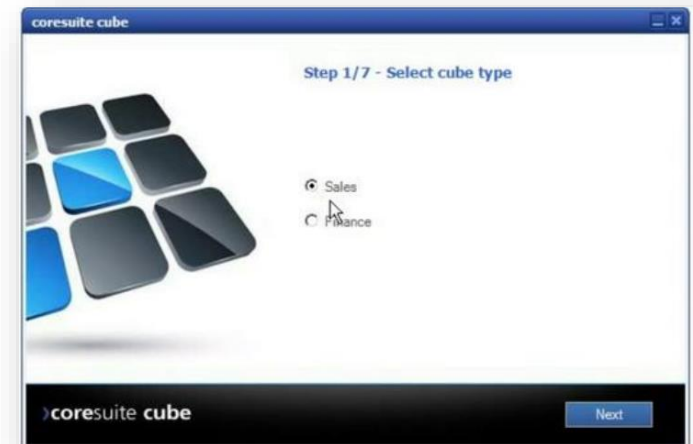 coresuite cube
Step 1/7 - Select cube type
Sales
Finance
coresuite cube
Next